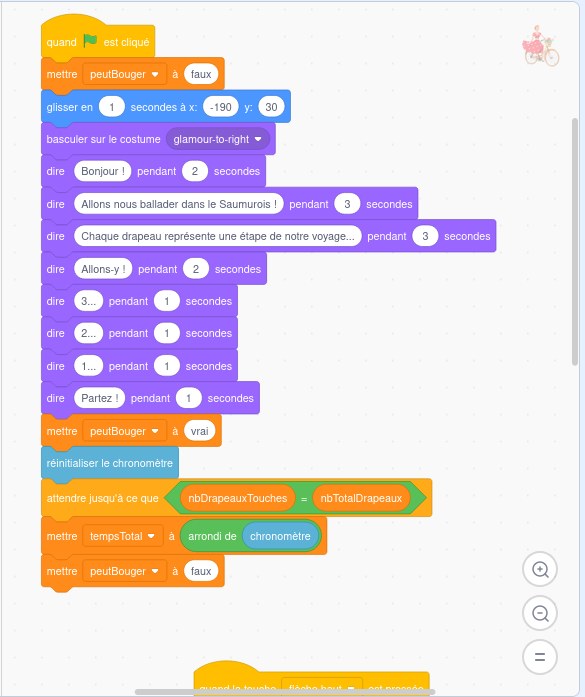 quand est cliqué
mettre peutBouger à faux
glisser en 1 secondes à x: -190 y: 30
basculer sur le costume glamour-to-right
dire Bonjour ! pendant 2 secondes
dire Allons nous ballader dans le Saumurois ! pendant 3 secondes
dire Chaque drapeau représente une étape de notre voyage... pendant 3 secondes
dire Allons-y ! pendant 2 secondes
dire 3... pendant 1 secondes
dire 2... pendant 1 secondes
dire 1... pendant 1 secondes
dire Partez ! pendant 1 secondes
mettre peutBouger à vrai
réinitialiser le chronomètre
attendre jusqu'à ce que nbDrapeauxTouches = nbTotalDrapeaux
mettre tempsTotal à arrondi de chronomètre
mettre peutBouger à faux
quand la touche flèche haut est pressée